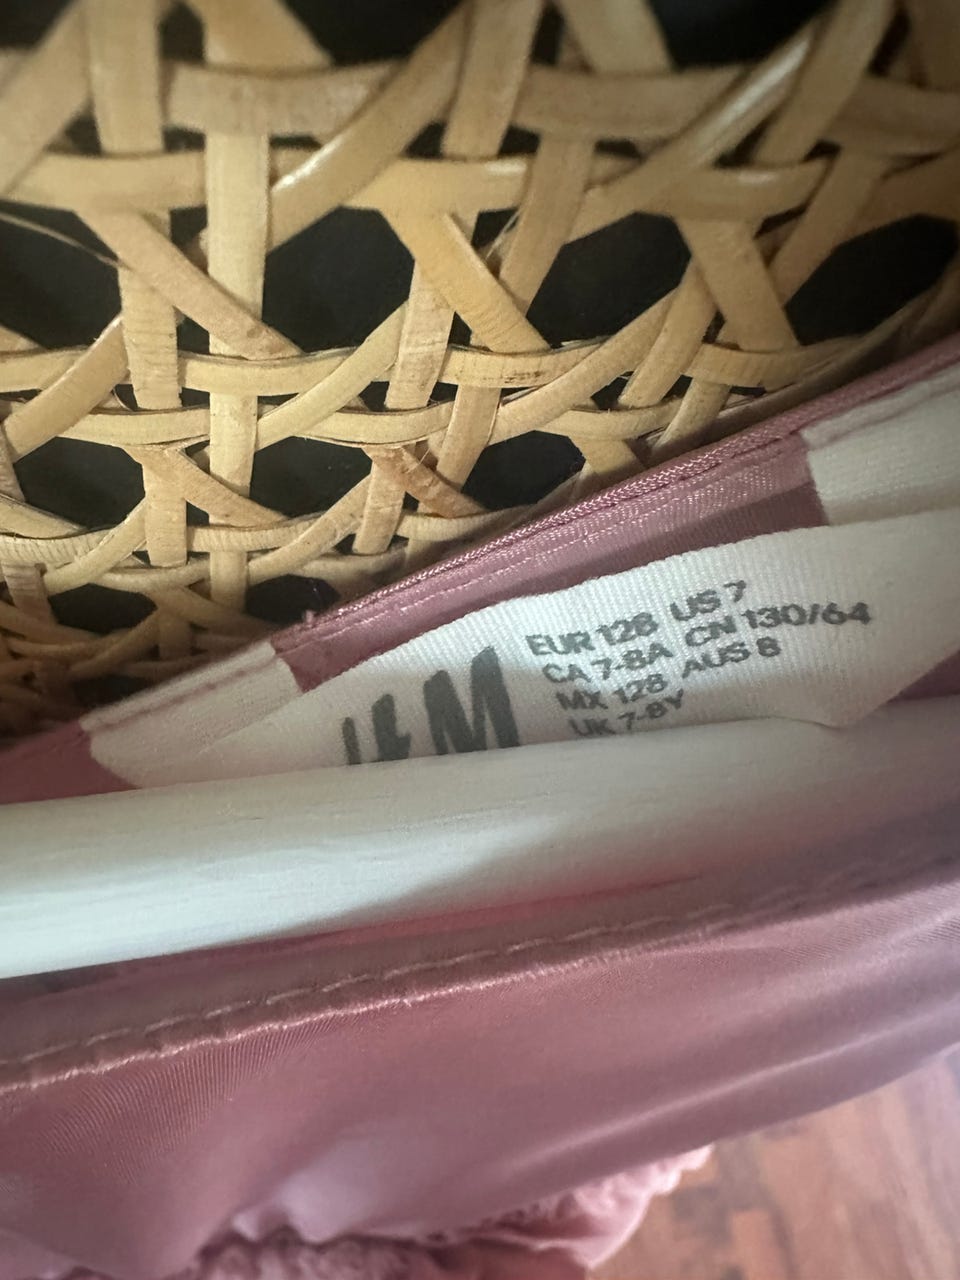 H&M
EUR 128 US 7
CA 7-8A CN 130/64
MX 128 AUS 8
UK 7-8Y